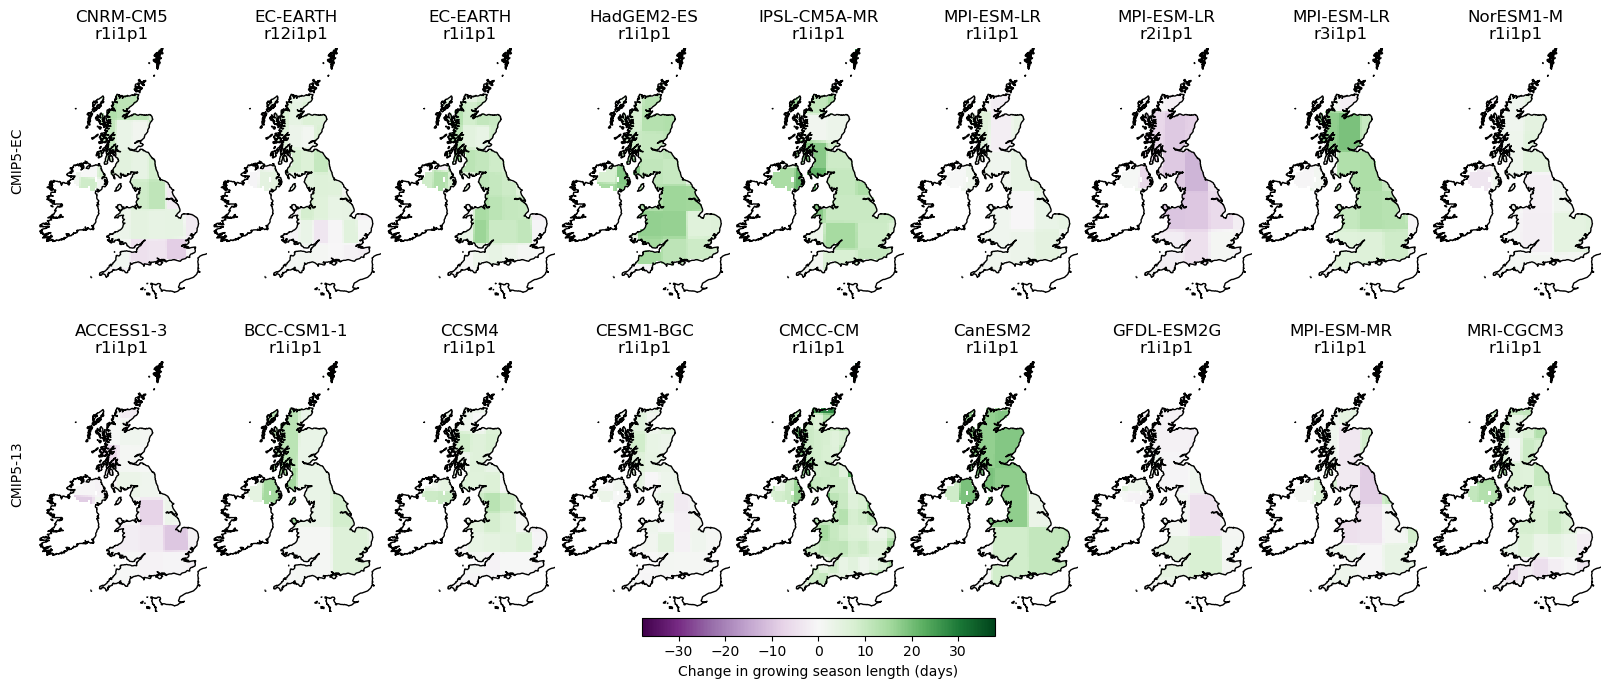 CNRM-CM5 EC-EARTH EC-EARTH HadGEM2-ES IPSL-CM5A-MR MPI-ESM-LR MPI-ESM-LR MPI-ESM-LR NorESM1-M
r1i1p1 r12i1p1 r1i1p1 r1i1p1 r1i1p1 r1i1p1 r2i1p1 r3i1p1 r1i1p1
CMIP5-EC
ACCESS1-3 BCC-CSM1-1 CCSM4 CESM1-BGC CMCC-CM CanESM2 GFDL-ESM2G MPI-ESM-MR MRI-CGCM3
r1i1p1 r1i1p1 r1i1p1 r1i1p1 r1i1p1 r1i1p1 r1i1p1 r1i1p1 r1i1p1
CMIP5-13
−30 −20 −10 0 10 20 30
Change in growing season length (days)